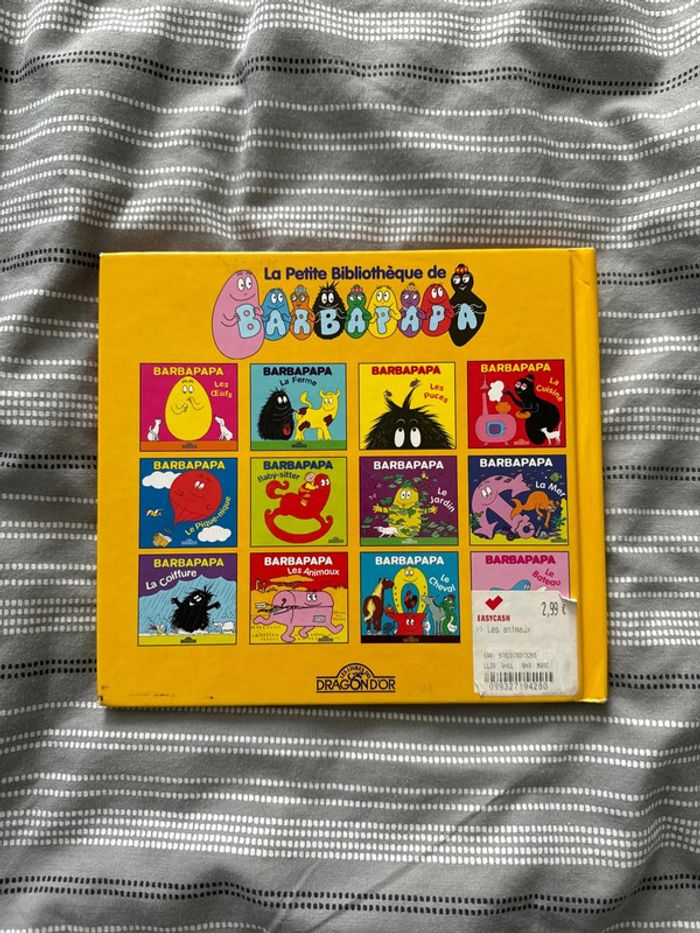 La Petite Bibliothèque de
BARBAPAPA
BARBAPAPA
Les
Œufs
BARBAPAPA
La Ferme
BARBAPAPA
Les
Puces
BARBAPAPA
La
Cuisine
BARBAPAPA
Le Pique-nique
BARBAPAPA
Baby-sitter
BARBAPAPA
Le
Jardin
BARBAPAPA
La Mer
BARBAPAPA
La Coiffure
BARBAPAPA
Les Animaux
BARBAPAPA
Le
Cheval
BARBAPAPA
Le
Bateau
EASYCASH
2,99 €
>> Les animaux
099327194280
LES LIVRES DU
DRAGON D'OR